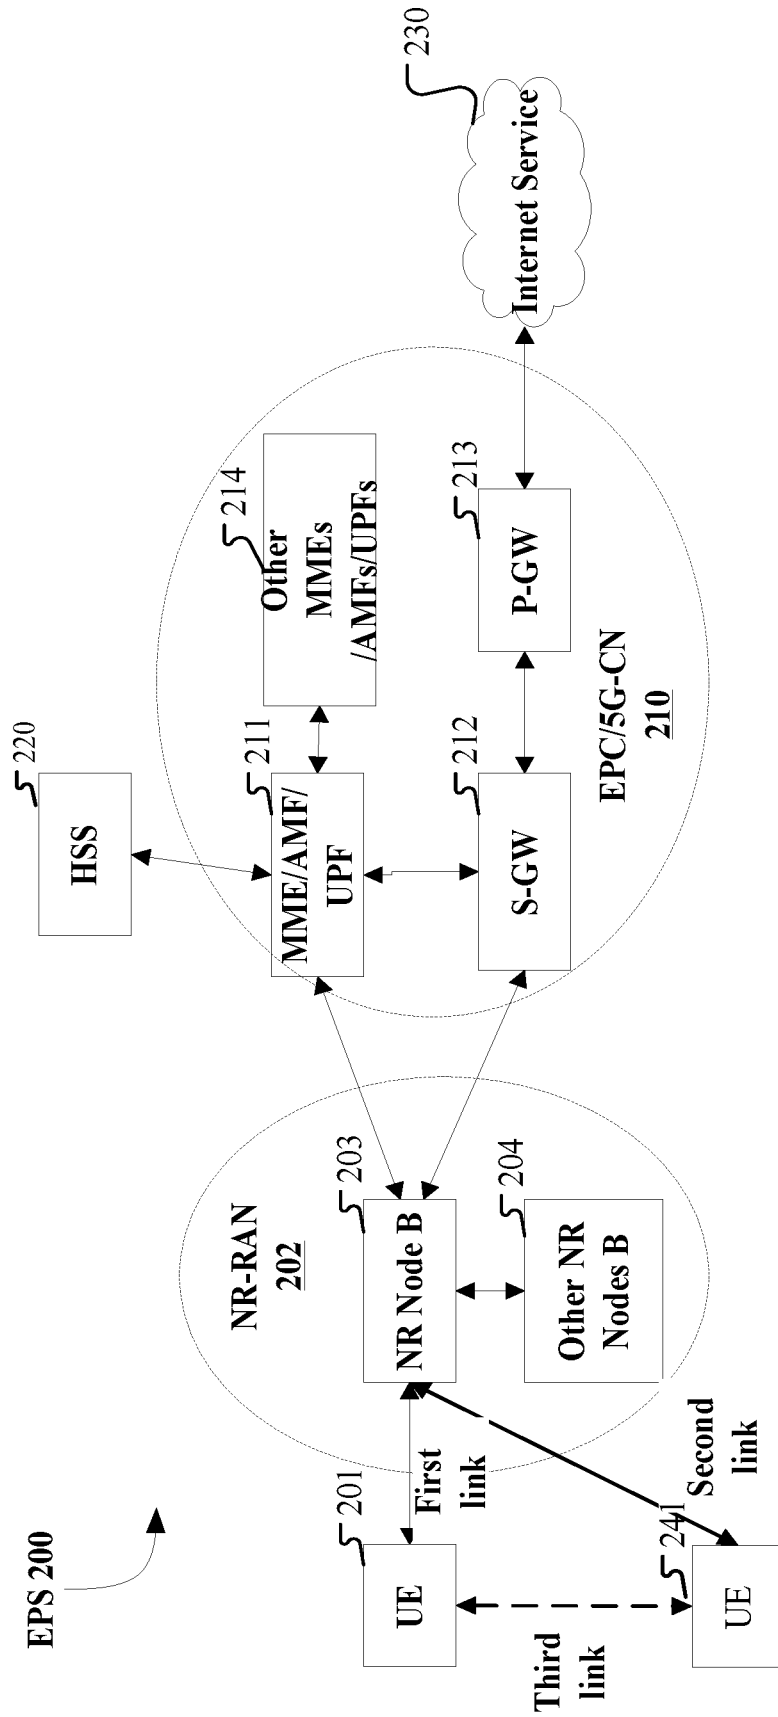 EPS 200
UE
201
First
link
Third
link
UE
241
Second
link
NR-RAN
202
NR Node B
203
Other NR
Nodes B
204
HSS
220
MME/AMF/
UPF
211
Other
MMEs
/AMFs/UPFs
214
S-GW
212
P-GW
213
EPC/5G-CN
210
Internet Service
230